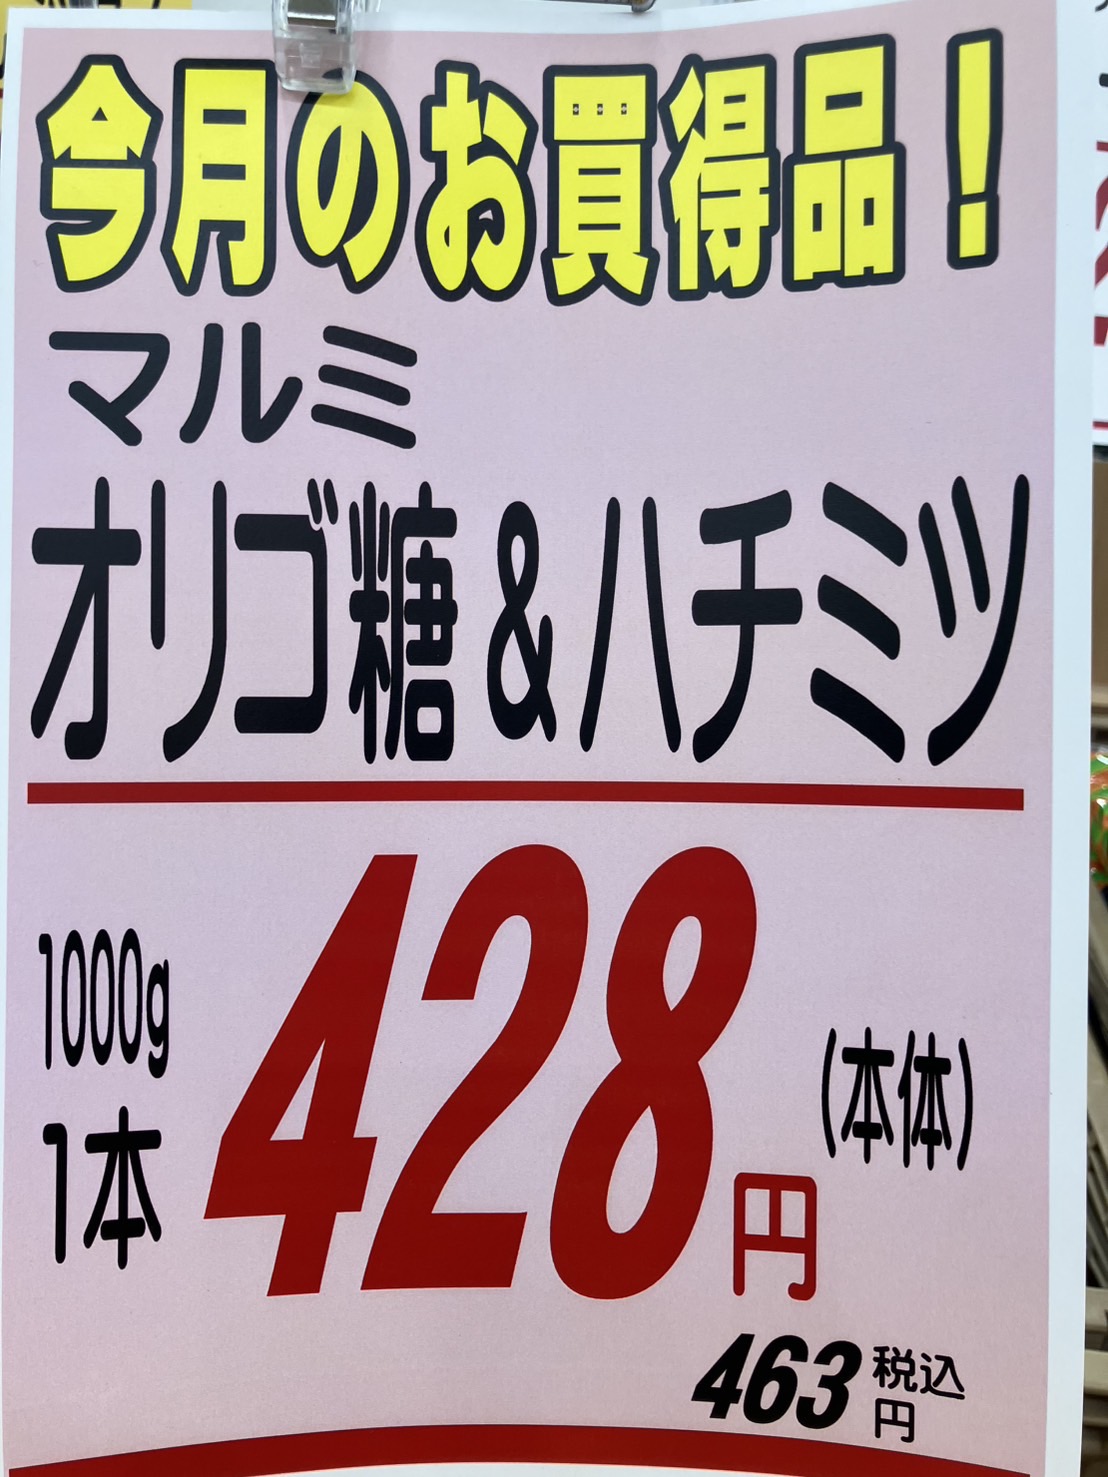 今月のお買得品！
マルミ
オリゴ糖&ハチミツ
1000g
1本
428円
(本体)
463税込円